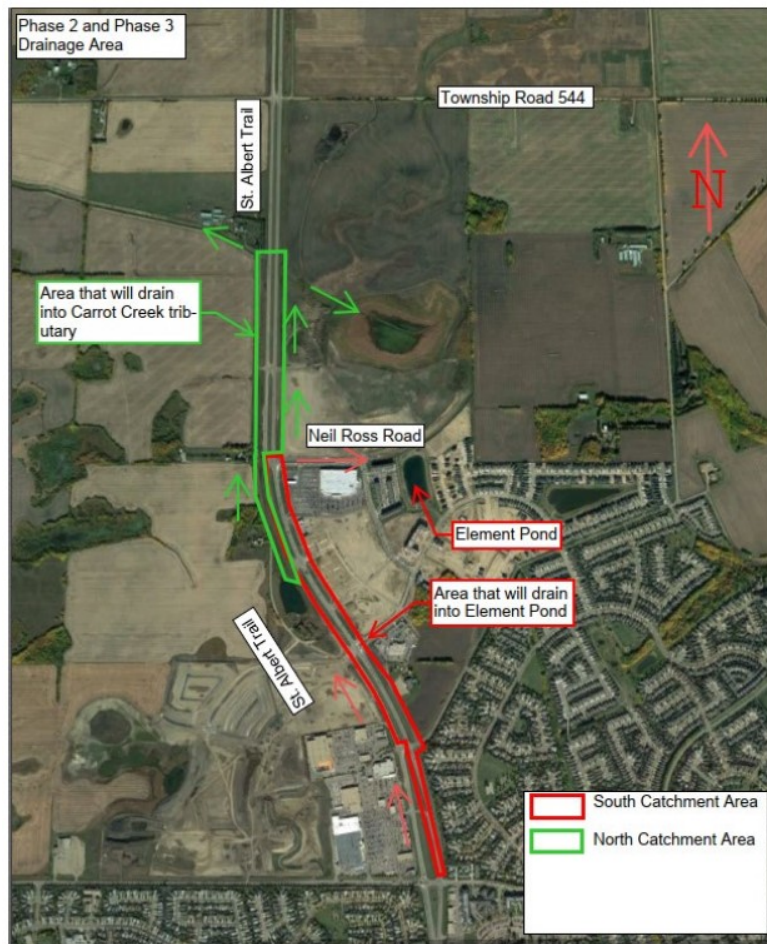 Phase 2 and Phase 3
Drainage Area
Township Road 544
St. Albert Trail
N
Area that will drain
into Carrot Creek trib-
utary
Neil Ross Road
Element Pond
Area that will drain
into Element Pond
St. Albert Trail
South Catchment Area
North Catchment Area